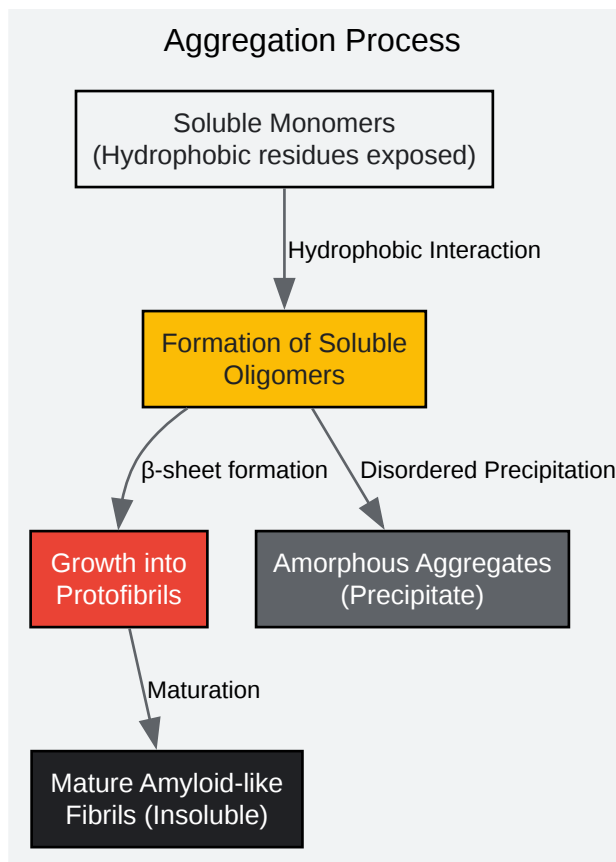 Aggregation Process
Soluble Monomers
(Hydrophobic residues exposed)
Hydrophobic Interaction
Formation of Soluble
Oligomers
β-sheet formation
Disordered Precipitation
Growth into
Protofibrils
Amorphous Aggregates
(Precipitate)
Maturation
Mature Amyloid-like
Fibrils (Insoluble)